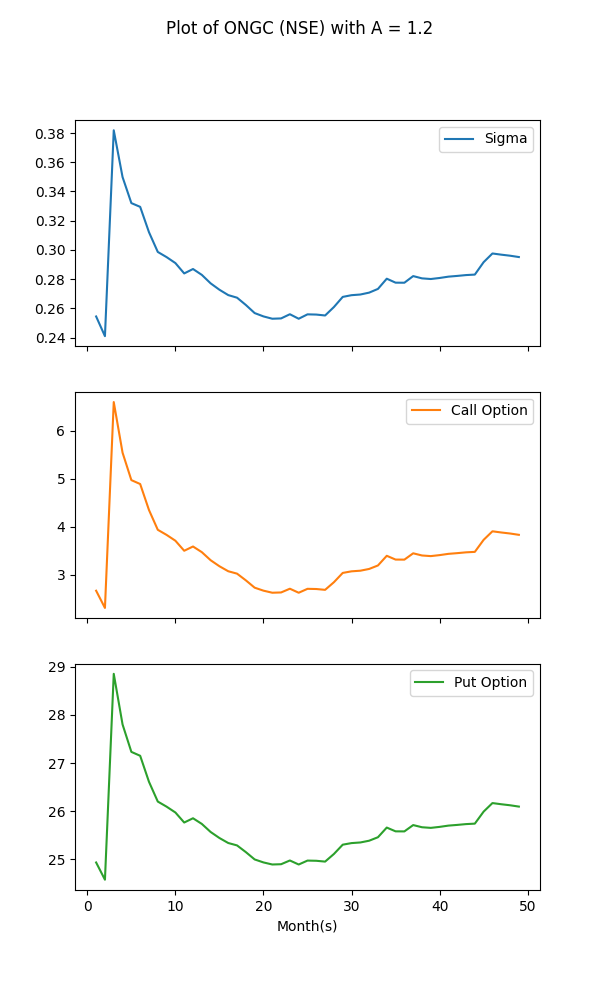 Plot of ONGC (NSE) with A = 1.2
Sigma
0.38
0.36
0.34
0.32
0.30
0.28
0.26
0.24
Call Option
6
5
4
3
Put Option
29
28
27
26
25
0 10 20 30 40 50
Month(s)